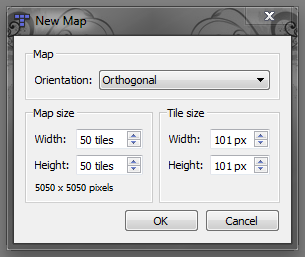 New Map
Map
Orientation: Orthogonal
Map size
Width: 50 tiles
Height: 50 tiles
5050 x 5050 pixels
Tile size
Width: 101 px
Height: 101 px
OK Cancel